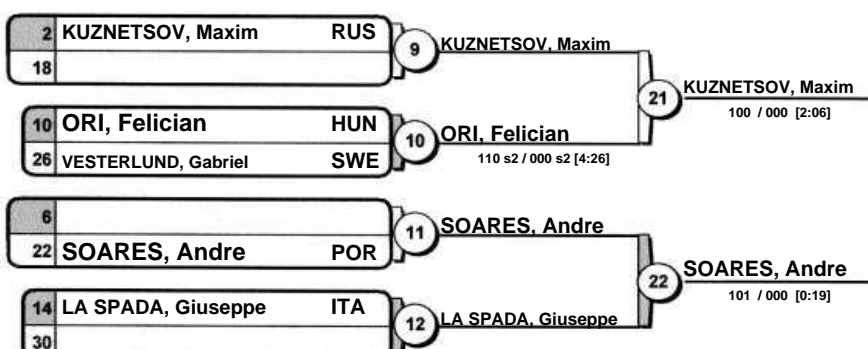 2 KUZNETSOV, Maxim RUS
18
9 KUZNETSOV, Maxim
10 ORI, Felician HUN
26 VESTERLUND, Gabriel SWE
10 ORI, Felician
110 s2 / 000 s2 [4:26]
21 KUZNETSOV, Maxim
100 / 000 [2:06]
6
22 SOARES, Andre POR
11 SOARES, Andre
14 LA SPADA, Giuseppe ITA
30
12 LA SPADA, Giuseppe
22 SOARES, Andre
101 / 000 [0:19]